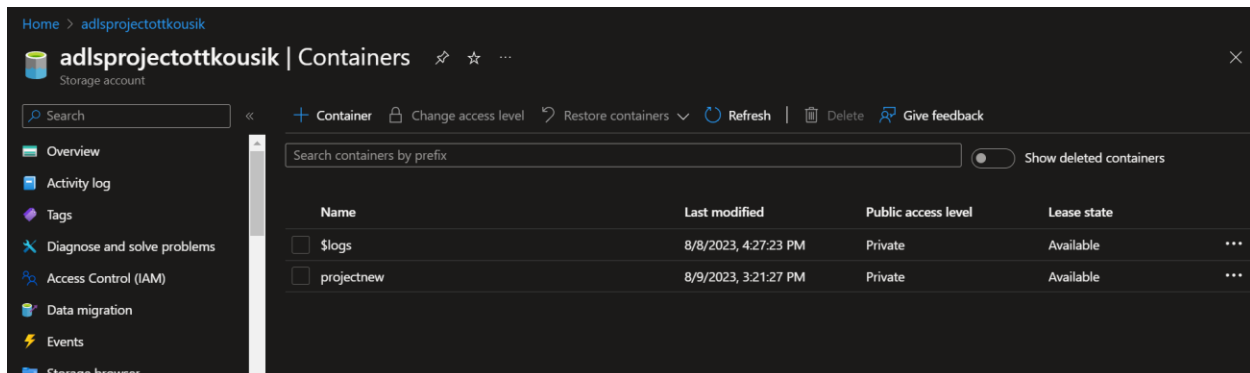 Home > adlsprojectottkousik
adlsprojectottkousik | Containers
Storage account
Search
+ Container Change access level Restore containers Refresh | Delete Give feedback
Overview
Search containers by prefix
Show deleted containers
Activity log
Tags
Name Last modified Public access level Lease state
Diagnose and solve problems
$logs 8/8/2023, 4:27:23 PM Private Available
Access Control (IAM)
projectnew 8/9/2023, 3:21:27 PM Private Available
Data migration
Events
Storage browser